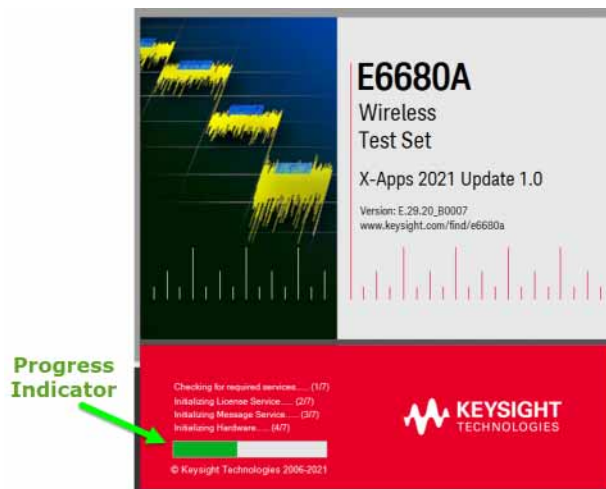 E6680A
Wireless
Test Set
X-Apps 2021 Update 1.0
Version: E.29.20_B0007
www.keysight.com/find/e6680a
Progress
Indicator
Checking for required services..... (1/7)
Initializing License Service..... (2/7)
Initializing Message Service..... (3/7)
Initializing Hardware..... (4/7)
KEYSIGHT
TECHNOLOGIES
© Keysight Technologies 2006-2021